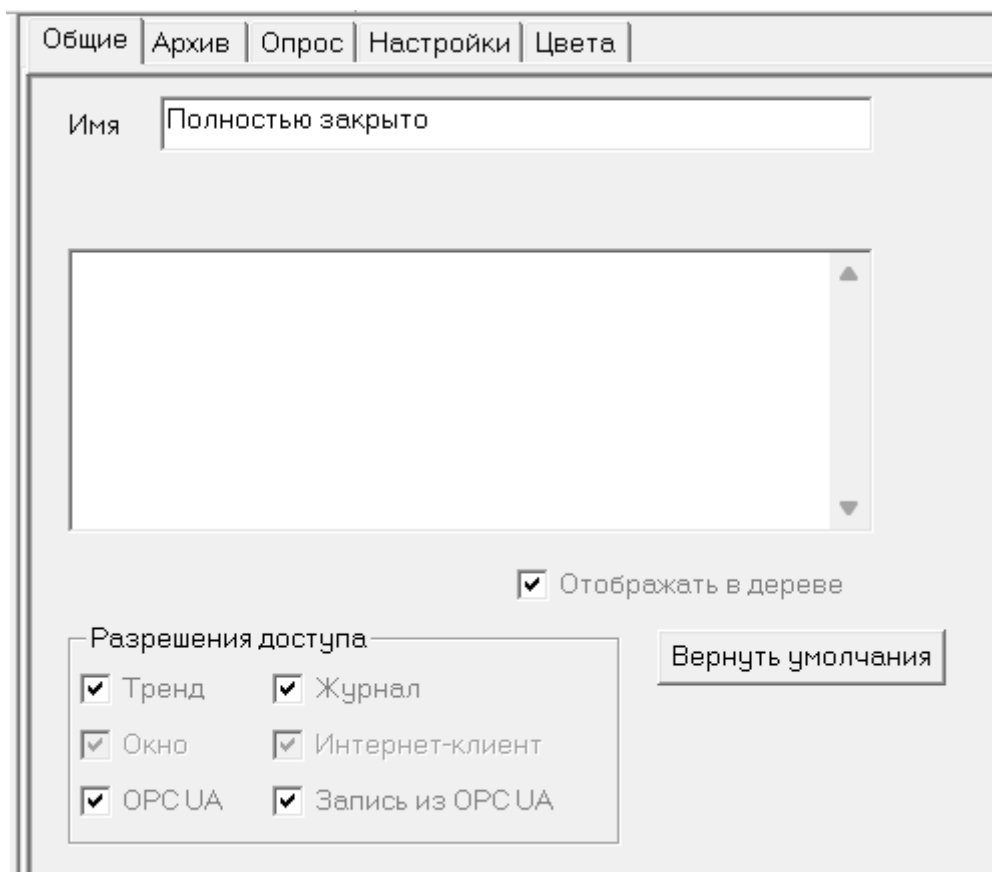 Общие Архив Опрос Настройки Цвета
Имя Полностью закрыто
Отображать в дереве
Разрешения доступа
Вернуть умолчания
Тренд Журнал
Окно Интернет-клиент
OPC UA Запись из OPC UA